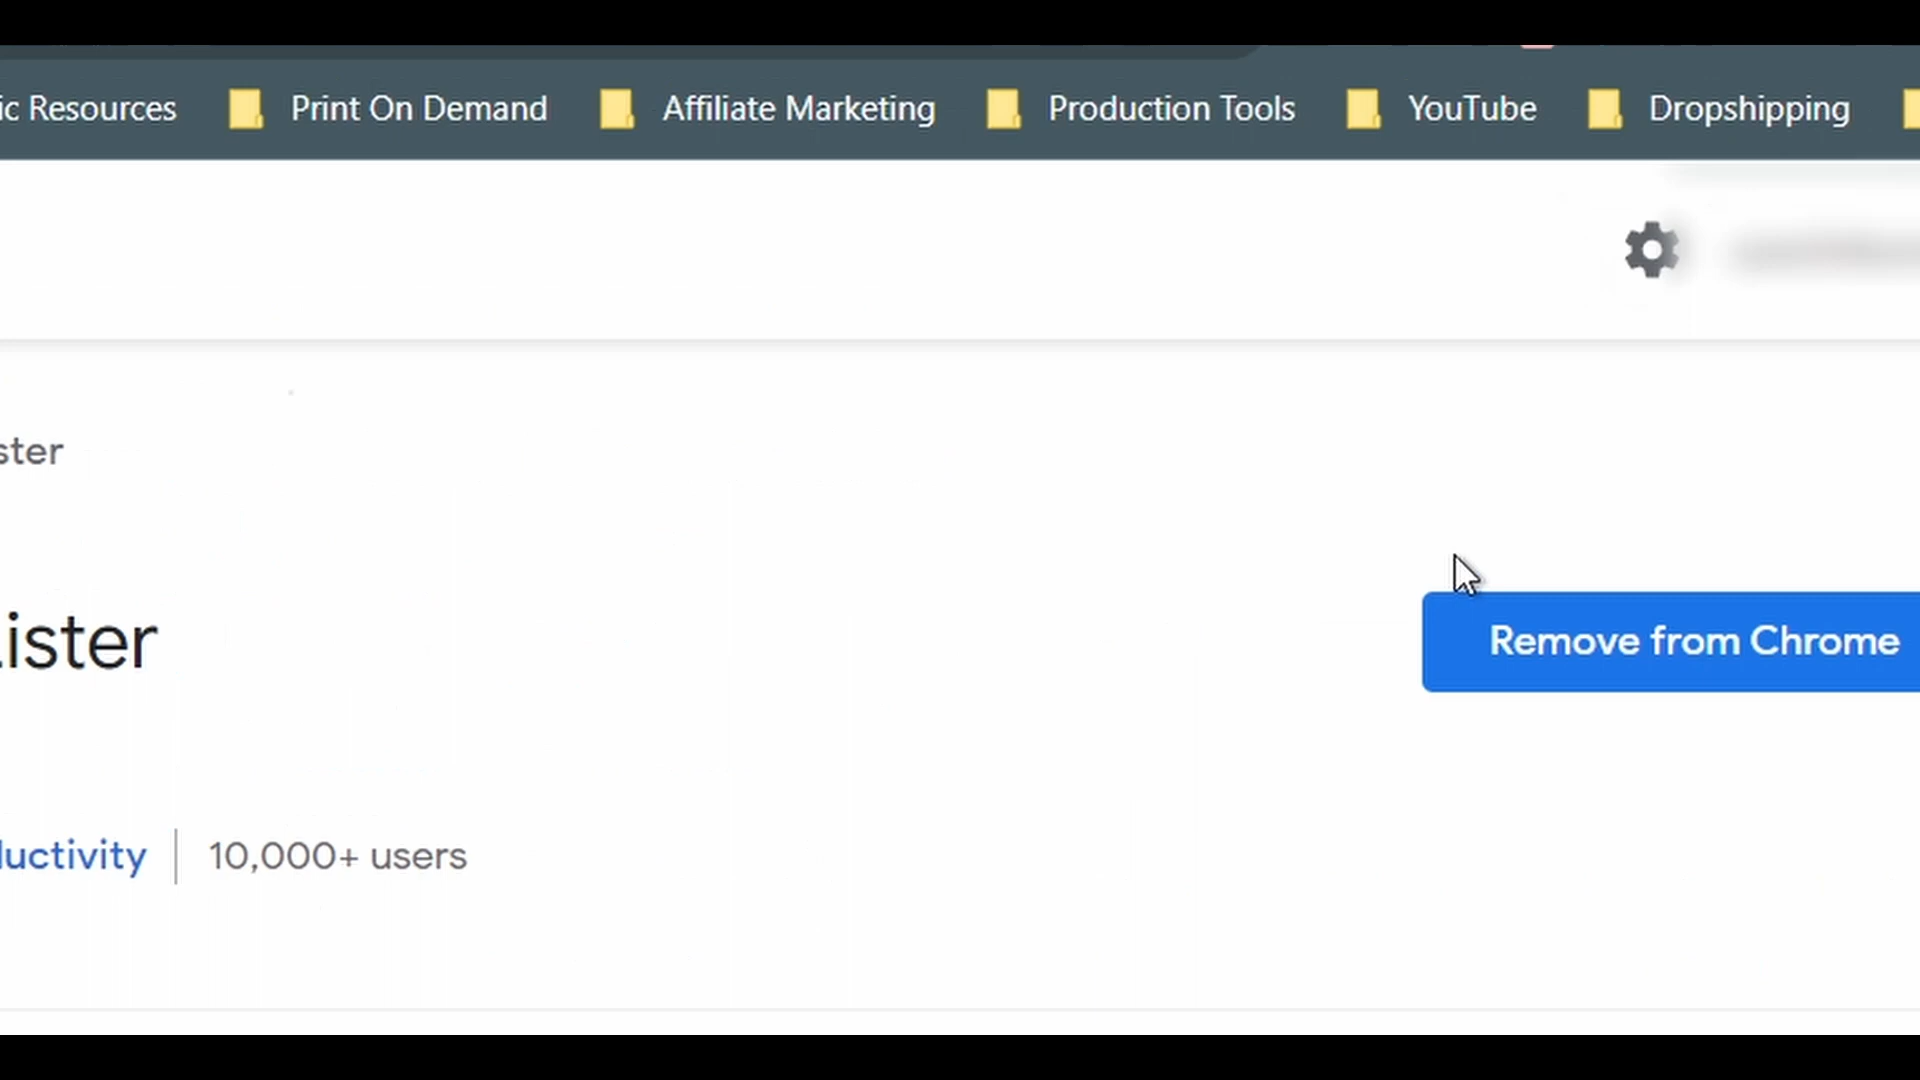 ic Resources Print On Demand Affiliate Marketing Production Tools YouTube Dropshipping
ster
ister
Remove from Chrome
ductivity 10,000+ users